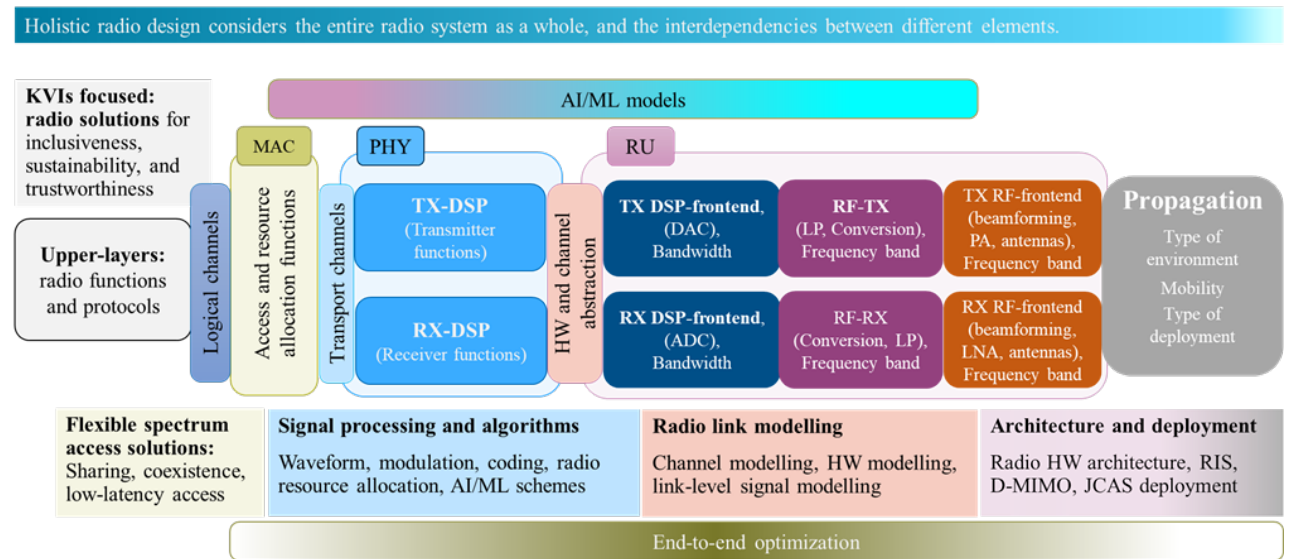 Holistic radio design considers the entire radio system as a whole, and the interdependencies between different elements.
KVIs focused:
radio solutions for
inclusiveness,
sustainability, and
trustworthiness
AI/ML models
MAC
PHY
RU
Upper-layers:
radio functions
and protocols
Logical channels
Access and resource
allocation functions
Transport channels
TX-DSP
(Transmitter
functions)
RX-DSP
(Receiver functions)
HW and channel
abstraction
TX DSP-frontend,
(DAC),
Bandwidth
RF-TX
(LP, Conversion),
Frequency band
TX RF-frontend
(beamforming,
PA, antennas),
Frequency band
RX DSP-frontend,
(ADC),
Bandwidth
RF-RX
(Conversion, LP),
Frequency band
RX RF-frontend
(beamforming,
LNA, antennas),
Frequency band
Propagation
Type of
environment
Mobility
Type of
deployment
Flexible spectrum
access solutions:
Sharing, coexistence,
low-latency access
Signal processing and algorithms
Waveform, modulation, coding, radio
resource allocation, AI/ML schemes
Radio link modelling
Channel modelling, HW modelling,
link-level signal modelling
Architecture and deployment
Radio HW architecture, RIS,
D-MIMO, JCAS deployment
End-to-end optimization